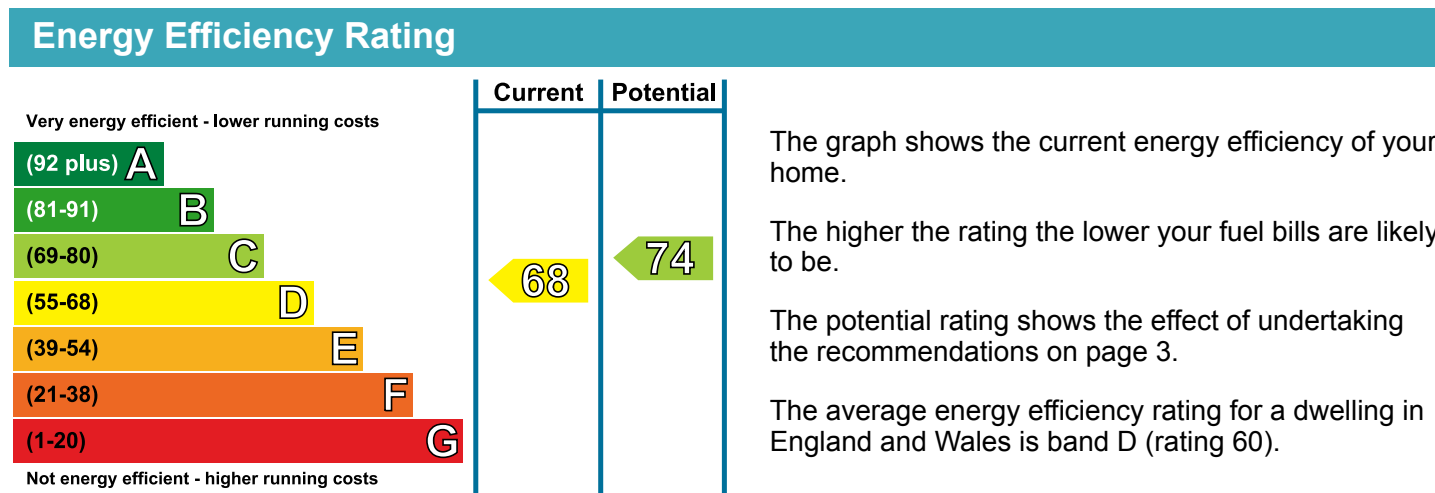 Energy Efficiency Rating
Current Potential
Very energy efficient - lower running costs
(92 plus) A
(81-91) B
(69-80) C
(55-68) D
(39-54) E
(21-38) F
(1-20) G
Not energy efficient - higher running costs
68
74
The graph shows the current energy efficiency of your
home.
The higher the rating the lower your fuel bills are likely
to be.
The potential rating shows the effect of undertaking
the recommendations on page 3.
The average energy efficiency rating for a dwelling in
England and Wales is band D (rating 60).